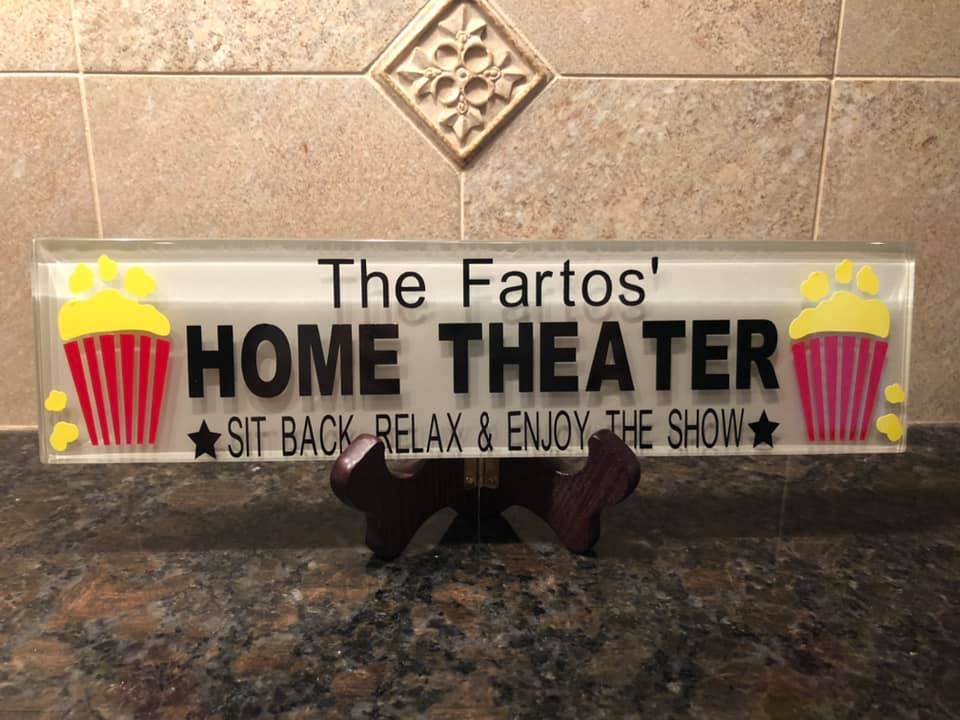 The Fartos'
HOME THEATER
SIT BACK RELAX & ENJOY THE SHOW